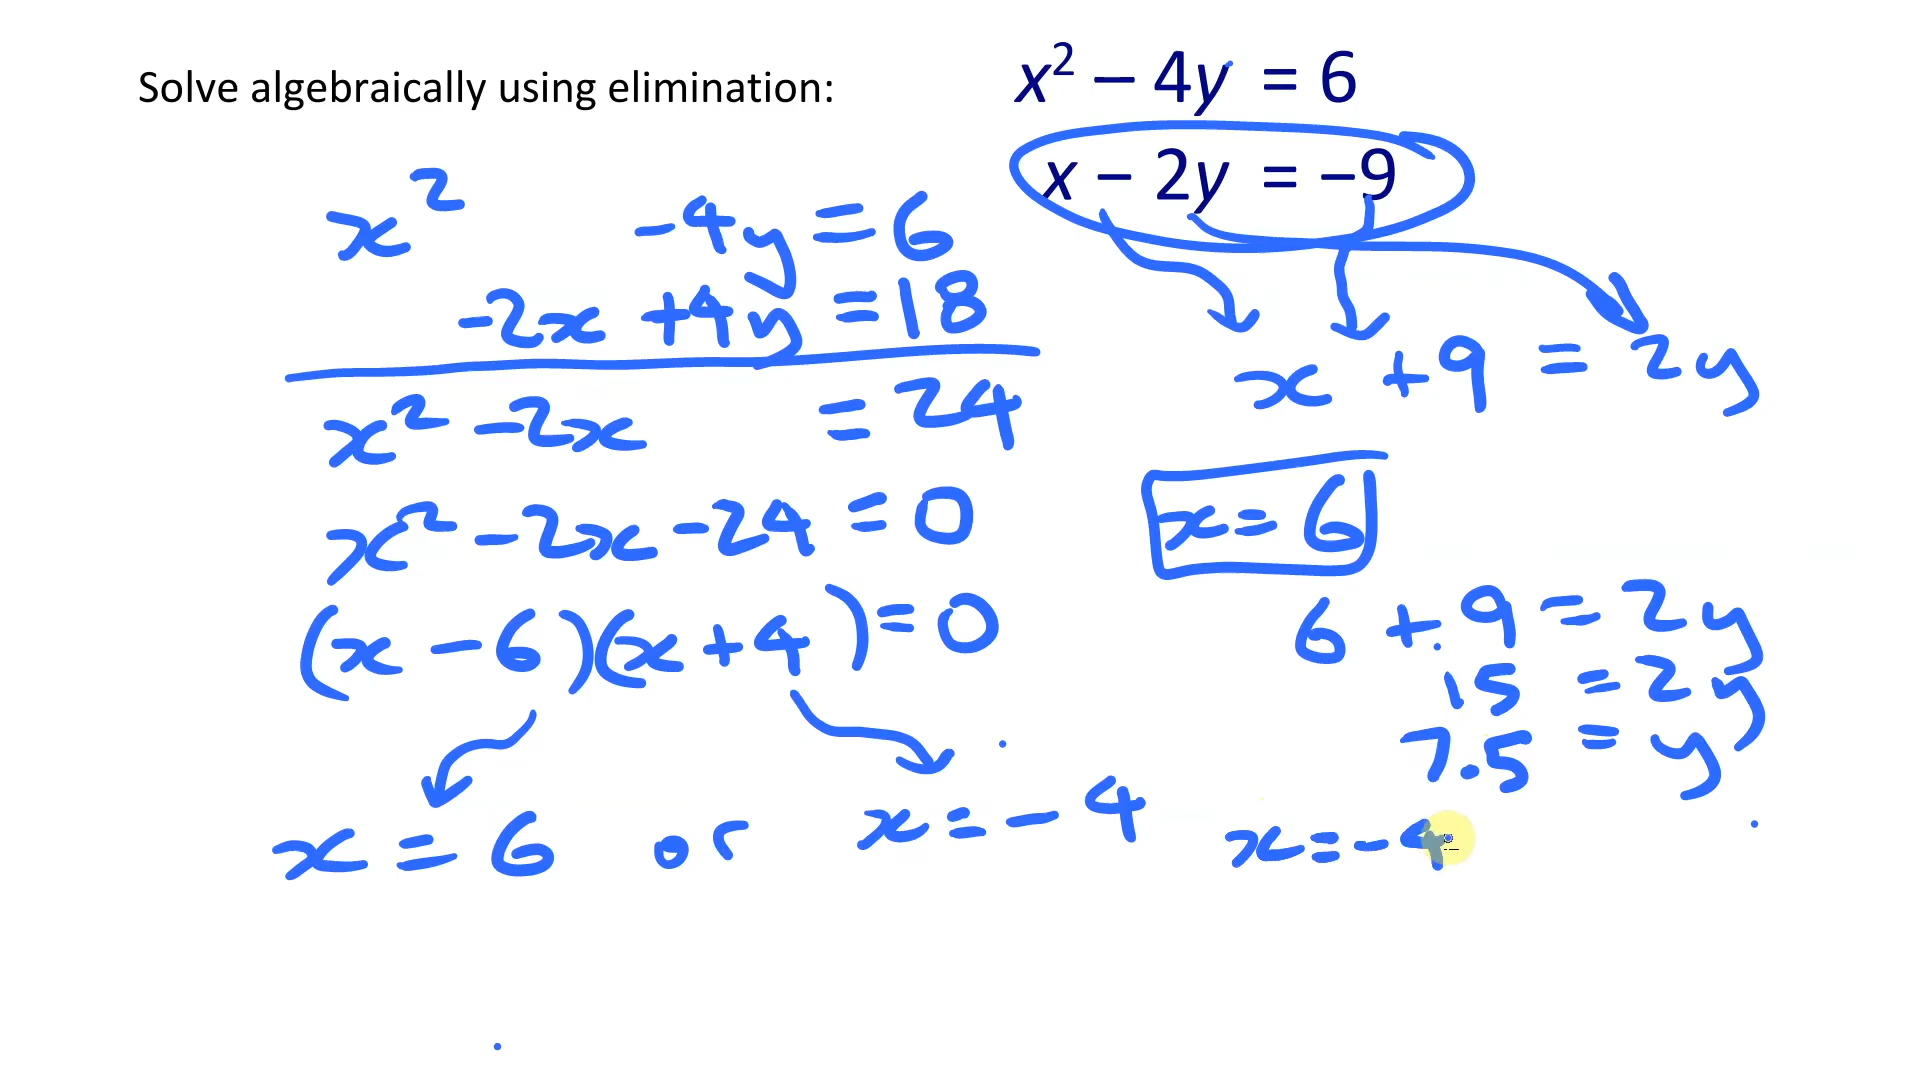 Solve algebraically using elimination:
x² − 4y = 6
x − 2y = −9
x² -4y = 6
-2x +4y = 18
x² -2x = 24
x² -2x -24 = 0
(x - 6)(x + 4) = 0
x = 6 or x = -4
x + 9 = 2y
x = 6
6 + 9 = 2y
15 = 2y
7.5 = y
x = -4